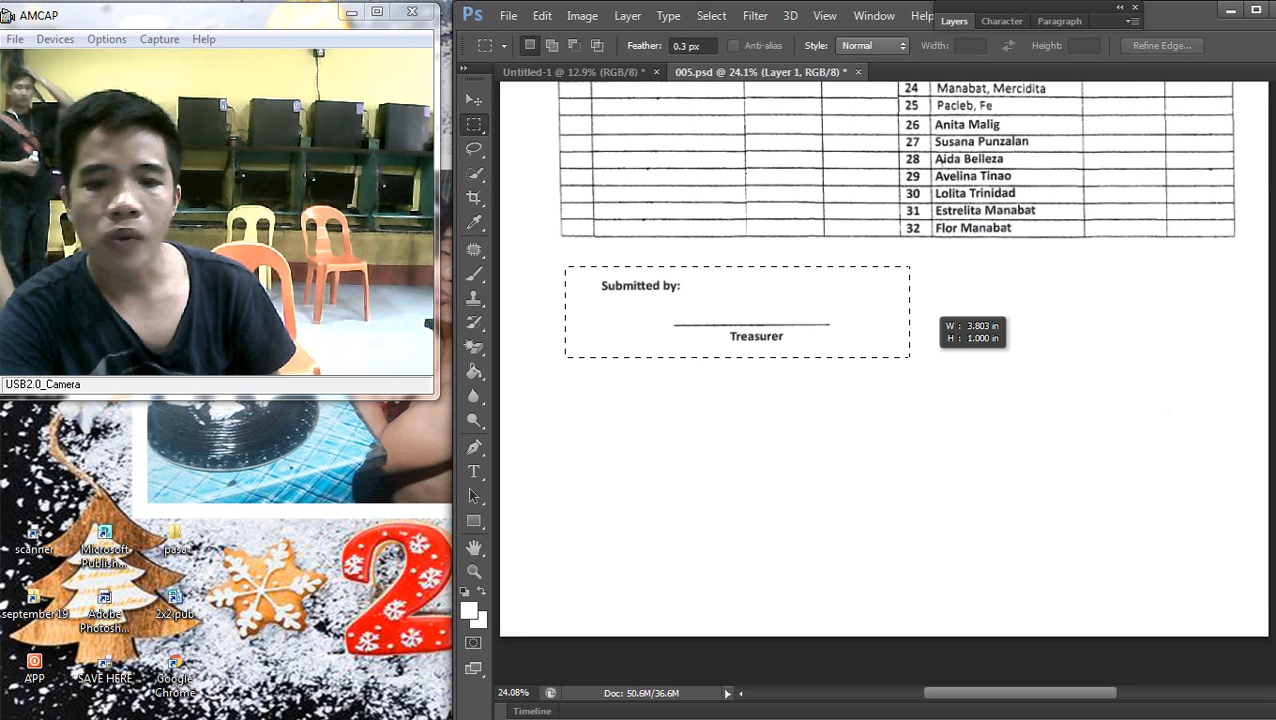 AMCAP
File Devices Options Capture Help
USB2.0_Camera
scanner
Microsoft Publish...
pasa
september 19
Adobe Photosh...
2x2 pub
APP
SAVE HERE
Google Chrome
2
Ps File Edit Image Layer Type Select Filter 3D View Window Help
Layers Character Paragraph
Feather: 0.3 px Anti-alias Style: Normal Width: Height: Refine Edge...
Untitled-1 @ 12.9% (RGB/8) * × 005.psd @ 24.1% (Layer 1, RGB/8) * ×
24 Manabat, Mercidita
25 Pacleb, Fe
26 Anita Malig
27 Susana Punzalan
28 Aida Belleza
29 Avelina Tinao
30 Lolita Trinidad
31 Estrelita Manabat
32 Flor Manabat
Submitted by:
Treasurer
W : 3.803 in
H : 1.000 in
24.08% Doc: 50.6M/36.6M
Timeline